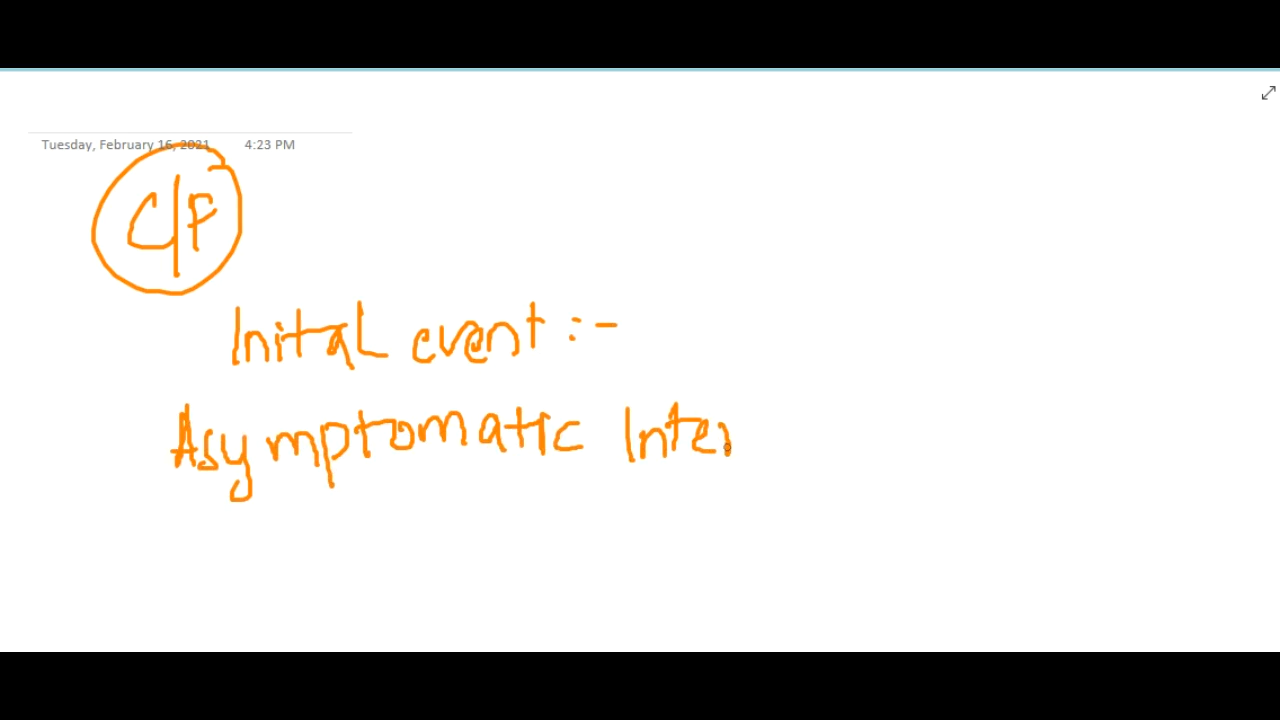 Tuesday, February 16, 2021 4:23 PM
C/F
Inital event :-
Asymptomatic Inter